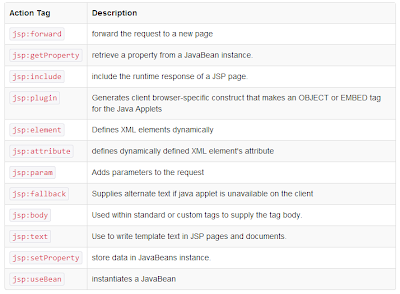 Action Tag Description
jsp:forward forward the request to a new page
jsp:getProperty retrieve a property from a JavaBean instance.
jsp:include include the runtime response of a JSP page.
jsp:plugin Generates client browser-specific construct that makes an OBJECT or EMBED tag
for the Java Applets
jsp:element Defines XML elements dynamically
jsp:attribute defines dynamically defined XML element's attribute
jsp:param Adds parameters to the request
jsp:fallback Supplies alternate text if java applet is unavailable on the client
jsp:body Used within standard or custom tags to supply the tag body.
jsp:text Use to write template text in JSP pages and documents.
jsp:setProperty store data in JavaBeans instance.
jsp:useBean instantiates a JavaBean